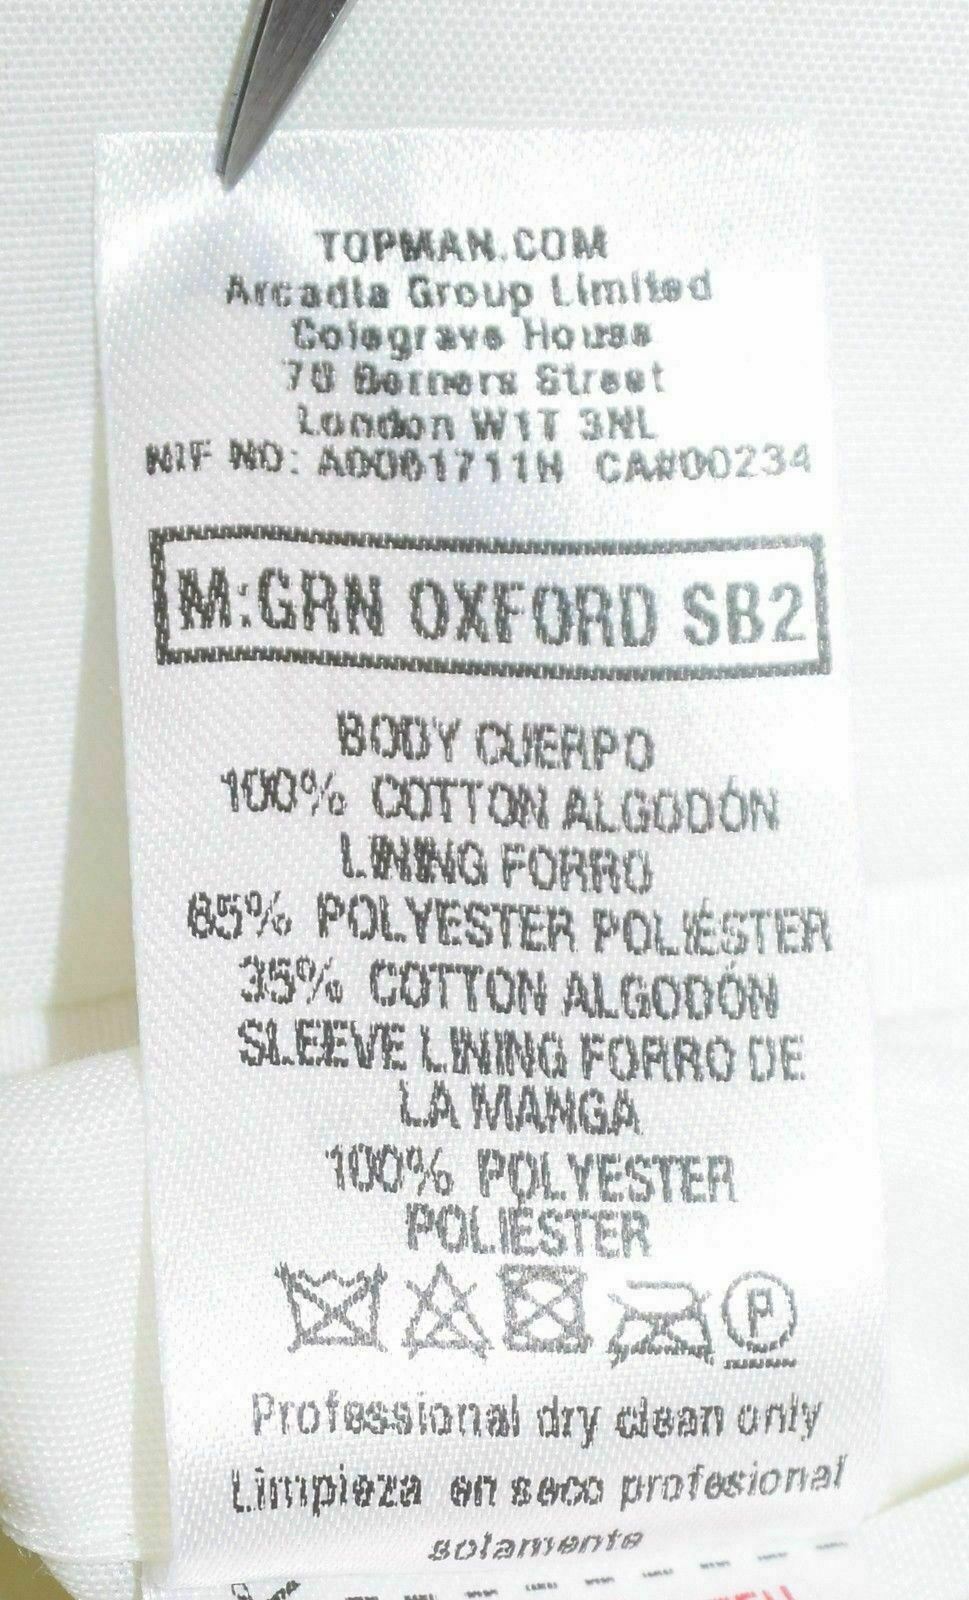 TOPMAN.COM
Arcadia Group Limited
Colegrave House
70 Berners Street
London W1T 3NL
NIF NO: A0061711H CA#00234
M:GRN OXFORD SB2
BODY CUERPO
100% COTTON ALGODÓN
LINING FORRO
65% POLYESTER POLIÉSTER
35% COTTON ALGODÓN
SLEEVE LINING FORRO DE
LA MANGA
100% POLYESTER
POLIÉSTER
P
Professional dry clean only
Limpieza en seco profesional
solamente